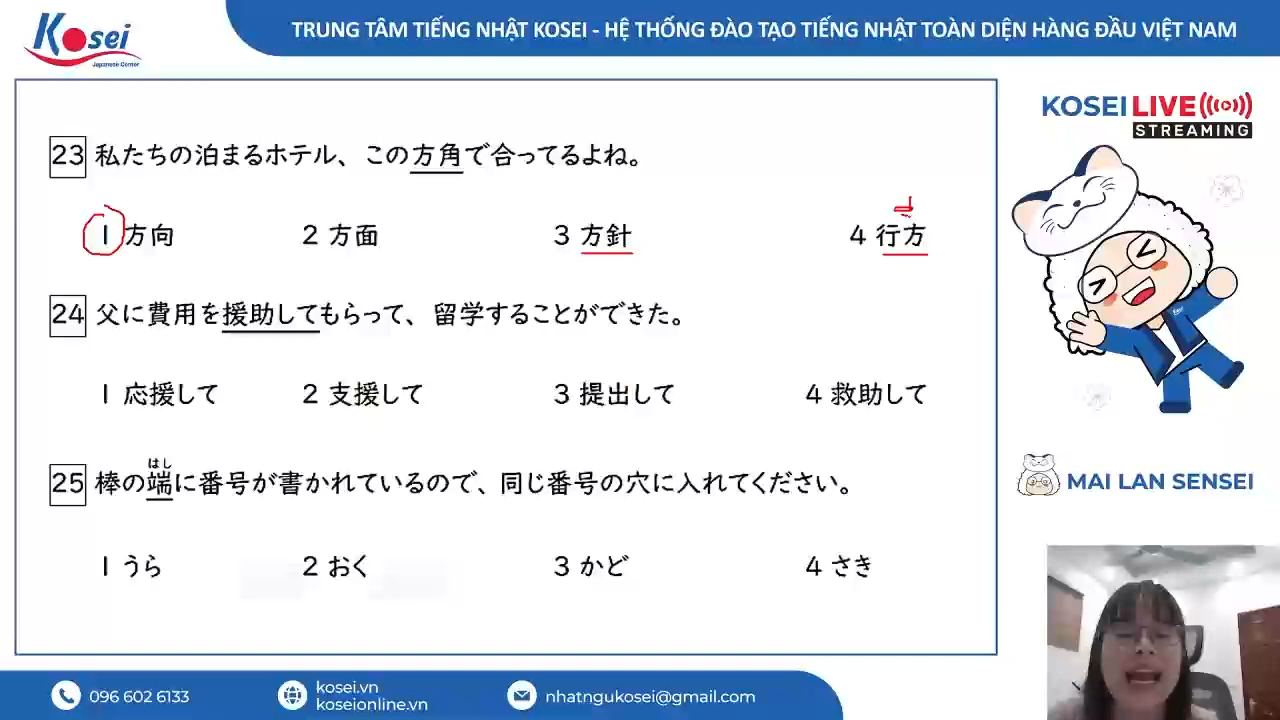 Kosei
Japanese Center
TRUNG TÂM TIẾNG NHẬT KOSEI - HỆ THỐNG ĐÀO TẠO TIẾNG NHẬT TOÀN DIỆN HÀNG ĐẦU VIỆT NAM
KOSEI LIVE
STREAMING
23 私たちの泊まるホテル、この方角で合ってるよね。
1 方向 2 方面 3 方針 4 行方
24 父に費用を援助してもらって、留学することができた。
1 応援して 2 支援して 3 提出して 4 救助して
はし
25 棒の端に番号が書かれているので、同じ番号の穴に入れてください。
1 うら 2 おく 3 かど 4 さき
MAI LAN SENSEI
096 602 6133
kosei.vn
koseionline.vn
nhatngukosei@gmail.com